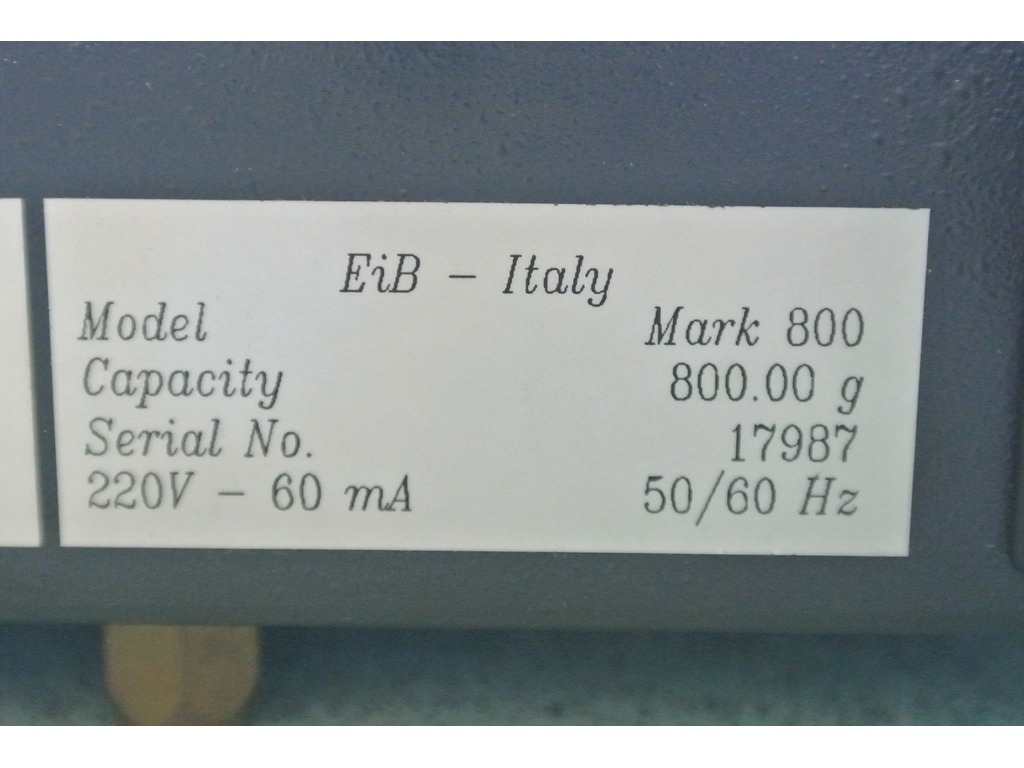 EiB - Italy
Model Mark 800
Capacity 800.00 g
Serial No. 17987
220V - 60 mA 50/60 Hz